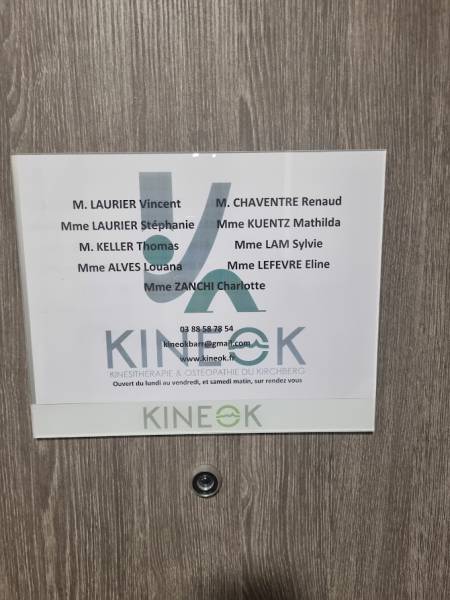 M. LAURIER Vincent M. CHAVENTRE Renaud
Mme LAURIER Stéphanie Mme KUENTZ Mathilda
M. KELLER Thomas Mme LAM Sylvie
Mme ALVES Louana Mme LEFEVRE Eline
Mme ZANCHI Charlotte
03 88 58 78 54
kineokbarr@gmail.com
www.kineok.fr
KINEOK
KINÉSITHÉRAPIE & OSTÉOPATHIE DU KIRCHBERG
Ouvert du lundi au vendredi, et samedi matin, sur rendez vous
KINEOK